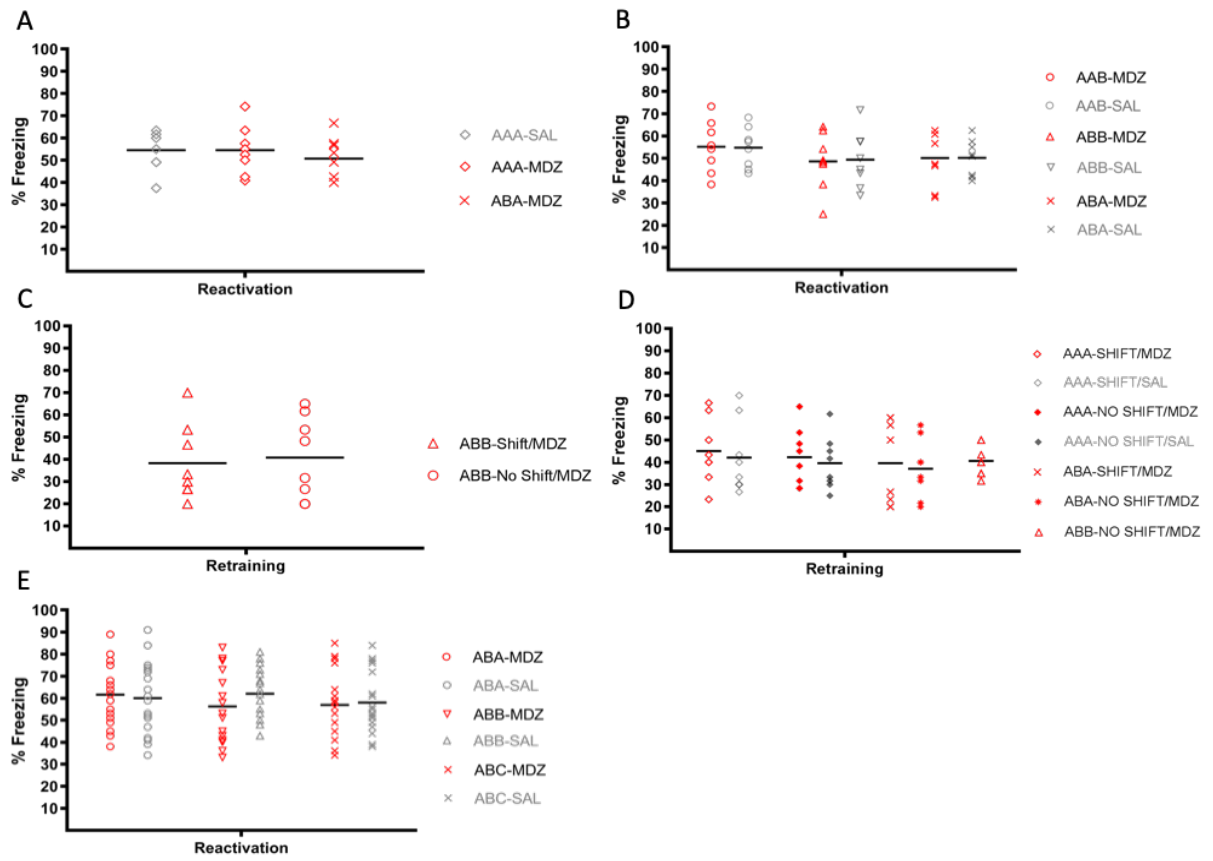 A
% Freezing
100
90
80
70
60
50
40
30
20
10
Reactivation
AAA-SAL
AAA-MDZ
ABA-MDZ
B
% Freezing
100
90
80
70
60
50
40
30
20
10
Reactivation
AAB-MDZ
AAB-SAL
ABB-MDZ
ABB-SAL
ABA-MDZ
ABA-SAL
C
% Freezing
100
90
80
70
60
50
40
30
20
10
Retraining
ABB-Shift/MDZ
ABB-No Shift/MDZ
D
% Freezing
100
90
80
70
60
50
40
30
20
10
Retraining
AAA-SHIFT/MDZ
AAA-SHIFT/SAL
AAA-NO SHIFT/MDZ
AAA-NO SHIFT/SAL
ABA-SHIFT/MDZ
ABA-NO SHIFT/MDZ
ABB-NO SHIFT/MDZ
E
% Freezing
100
90
80
70
60
50
40
30
20
10
Reactivation
ABA-MDZ
ABA-SAL
ABB-MDZ
ABB-SAL
ABC-MDZ
ABC-SAL